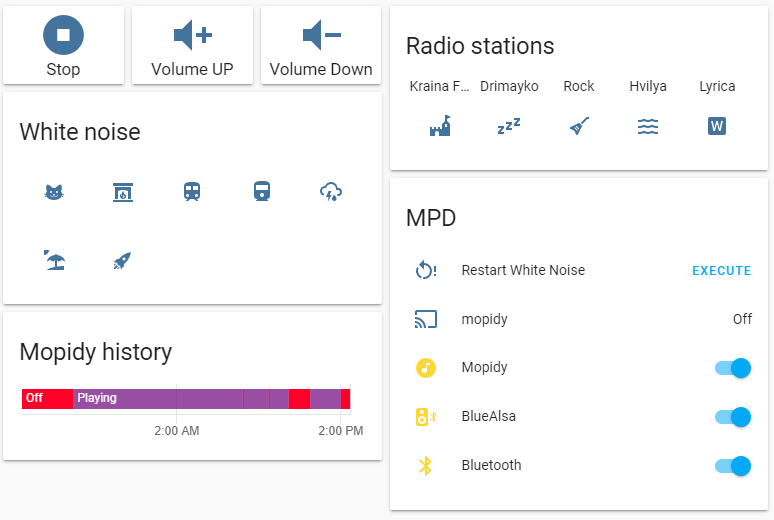 Stop
Volume UP
Volume Down
White noise
Mopidy history
Off
Playing
2:00 AM
2:00 PM
Radio stations
Kraina F...
Drimayko
Rock
Hvilya
Lyrica
W
MPD
Restart White Noise
EXECUTE
mopidy
Off
Mopidy
BlueAlsa
Bluetooth